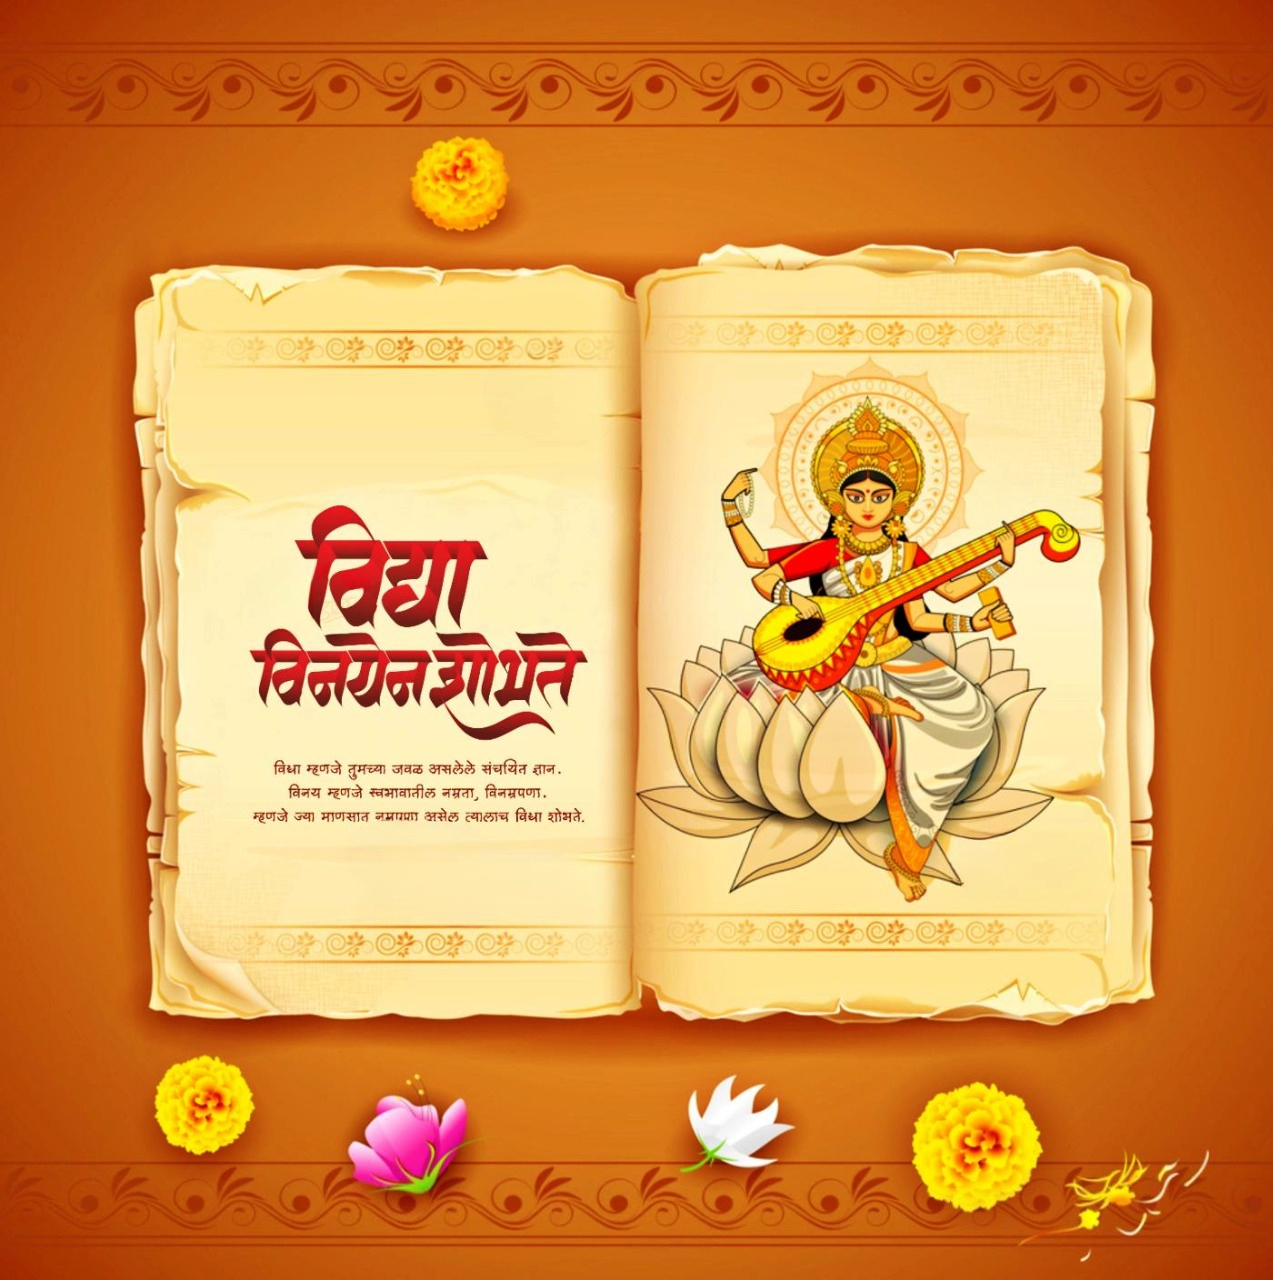 विद्या
विनयेन शोभते
विद्या म्हणजे तुमच्या जवळ असलेले संचयित ज्ञान.
विनय म्हणजे स्वभावातील नम्रता, विनम्रपणा.
म्हणजे ज्या माणसात नम्रपणा असेल त्यालाच विद्या शोभते.